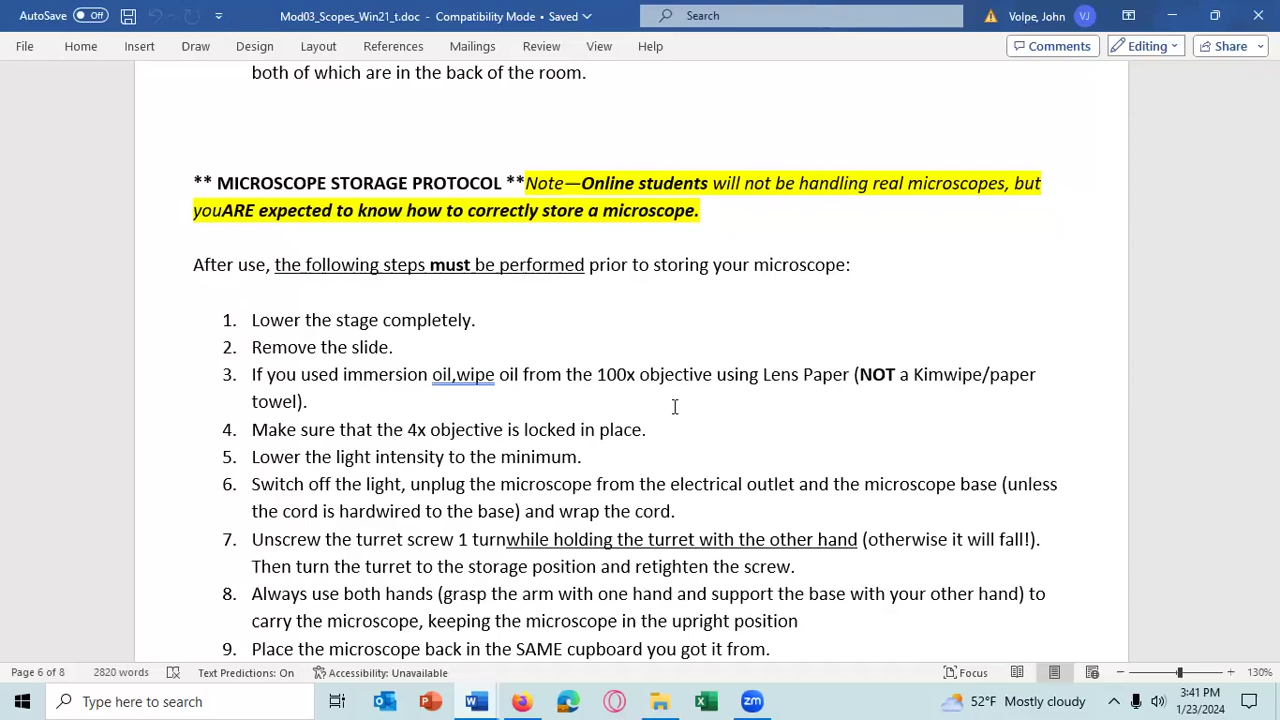 AutoSave Off Mod03_Scopes_Win21_t.doc - Compatibility Mode • Saved Search Volpe, John VJ
File Home Insert Draw Design Layout References Mailings Review View Help Comments Editing Share
both of which are in the back of the room.
** MICROSCOPE STORAGE PROTOCOL **Note—Online students will not be handling real microscopes, but
youARE expected to know how to correctly store a microscope.
After use, the following steps must be performed prior to storing your microscope:
1. Lower the stage completely.
2. Remove the slide.
3. If you used immersion oil,wipe oil from the 100x objective using Lens Paper (NOT a Kimwipe/paper
towel).
4. Make sure that the 4x objective is locked in place.
5. Lower the light intensity to the minimum.
6. Switch off the light, unplug the microscope from the electrical outlet and the microscope base (unless
the cord is hardwired to the base) and wrap the cord.
7. Unscrew the turret screw 1 turnwhile holding the turret with the other hand (otherwise it will fall!).
Then turn the turret to the storage position and retighten the screw.
8. Always use both hands (grasp the arm with one hand and support the base with your other hand) to
carry the microscope, keeping the microscope in the upright position
9. Place the microscope back in the SAME cupboard you got it from.
Page 6 of 8 2820 words Text Predictions: On Accessibility: Unavailable Focus 130%
Type here to search zm 52°F Mostly cloudy 3:41 PM
1/23/2024